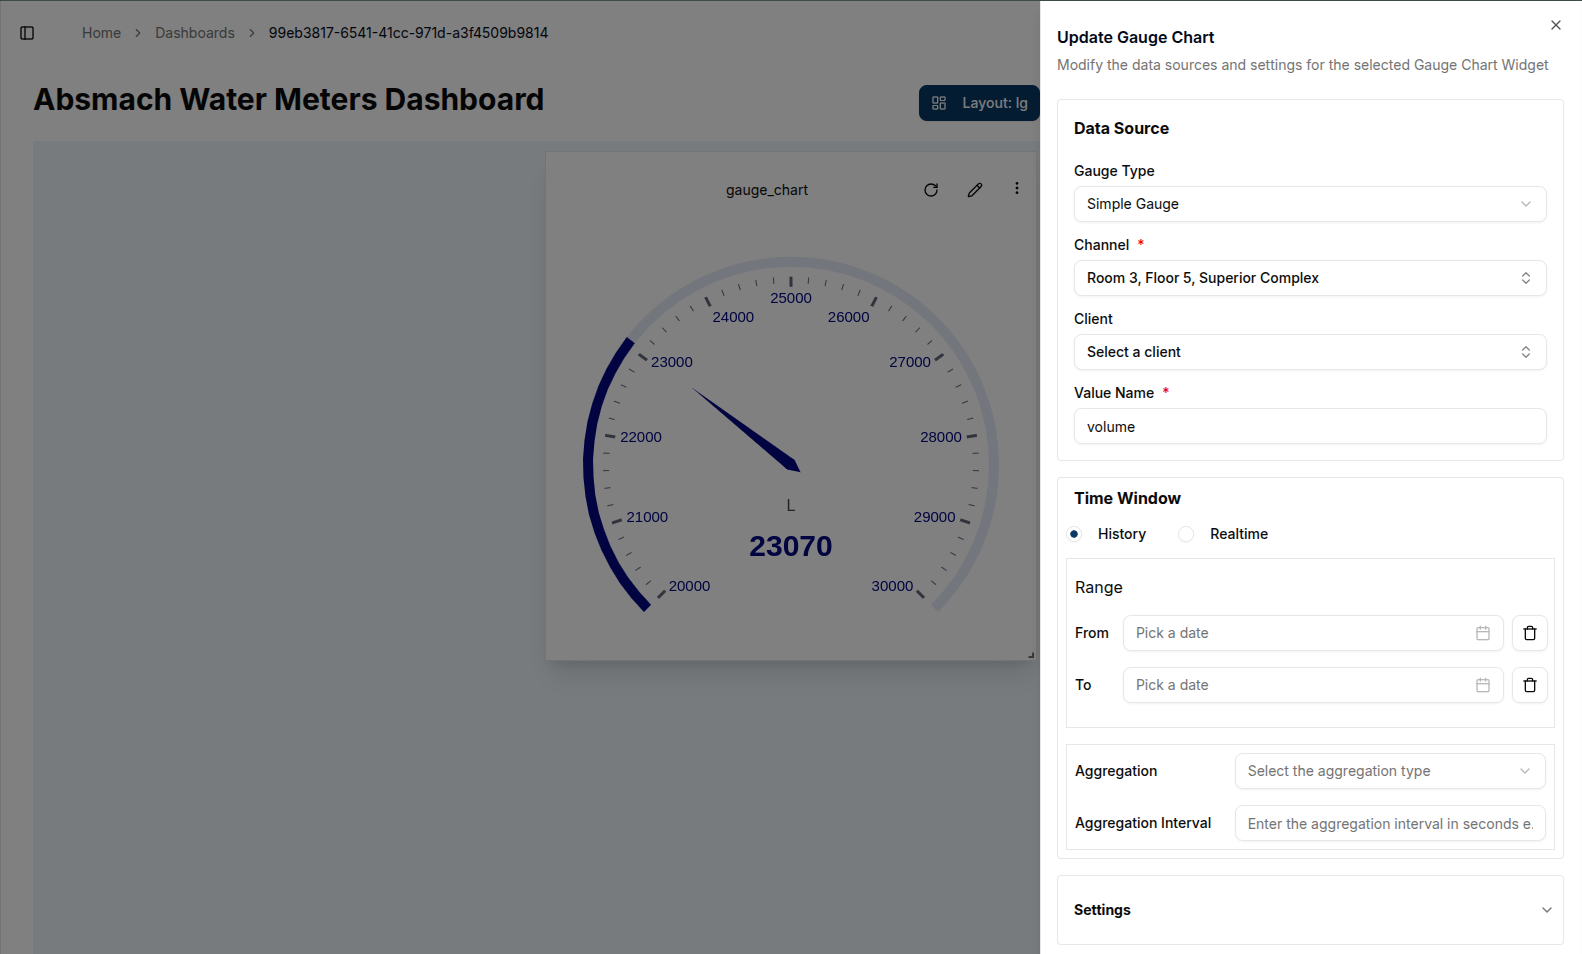 Home > Dashboards > 99eb3817-6541-41cc-971d-a3f4509b9814
Absmach Water Meters Dashboard
Layout: lg
gauge_chart
25000
24000
26000
23000
27000
22000
28000
L
21000
29000
23070
20000
30000
Update Gauge Chart
Modify the data sources and settings for the selected Gauge Chart Widget
Data Source
Gauge Type
Simple Gauge
Channel *
Room 3, Floor 5, Superior Complex
Client
Select a client
Value Name *
volume
Time Window
History
Realtime
Range
From
Pick a date
To
Pick a date
Aggregation
Select the aggregation type
Aggregation Interval
Enter the aggregation interval in seconds e.
Settings